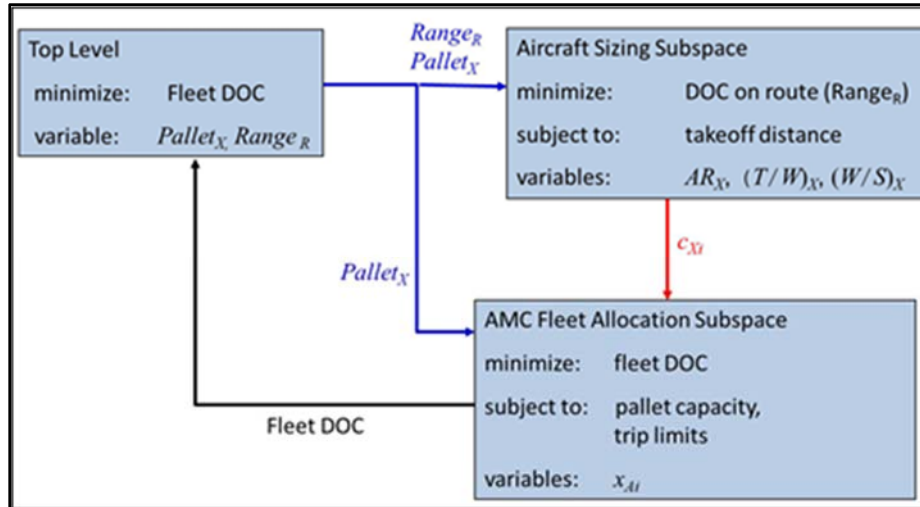 Top Level
minimize: Fleet DOC
variable: Pallet_X, Range_R
Range_R
Pallet_X
Aircraft Sizing Subspace
minimize: DOC on route (Range_R)
subject to: takeoff distance
variables: AR_X, (T/W)_X, (W/S)_X
c_Xi
Pallet_X
AMC Fleet Allocation Subspace
minimize: fleet DOC
subject to: pallet capacity,
trip limits
variables: x_Ai
Fleet DOC